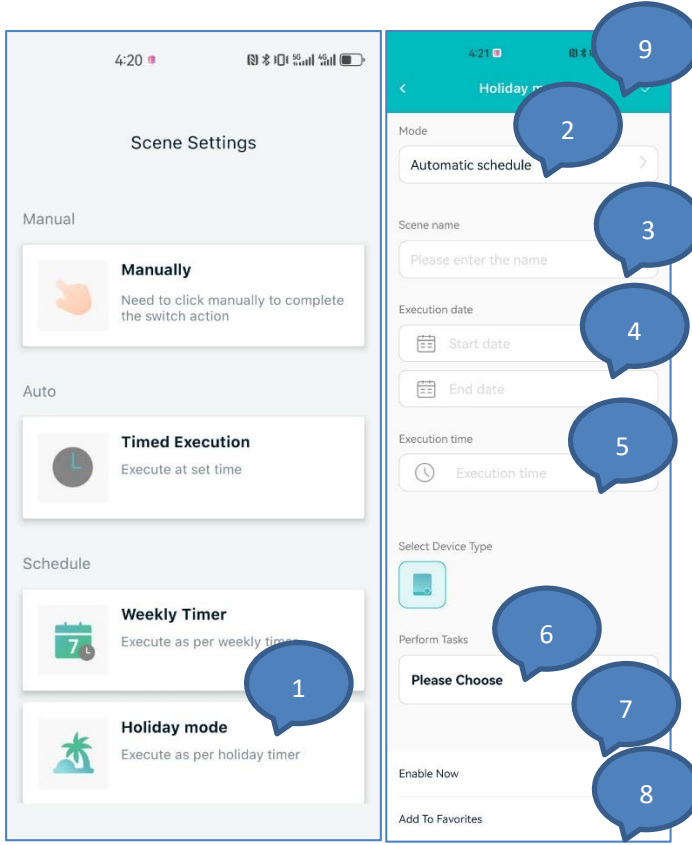 4:20
5G 4G
Scene Settings
Manual
Manually
Need to click manually to complete
the switch action
Auto
Timed Execution
Execute at set time
Schedule
7
Weekly Timer
Execute as per weekly timer
1
Holiday mode
Execute as per holiday timer
4:21
9
Holiday m
Mode
2
Automatic schedule
Scene name
3
Please enter the name
Execution date
4
Start date
End date
Execution time
5
Execution time
Select Device Type
Perform Tasks
6
Please Choose
7
Enable Now
8
Add To Favorites